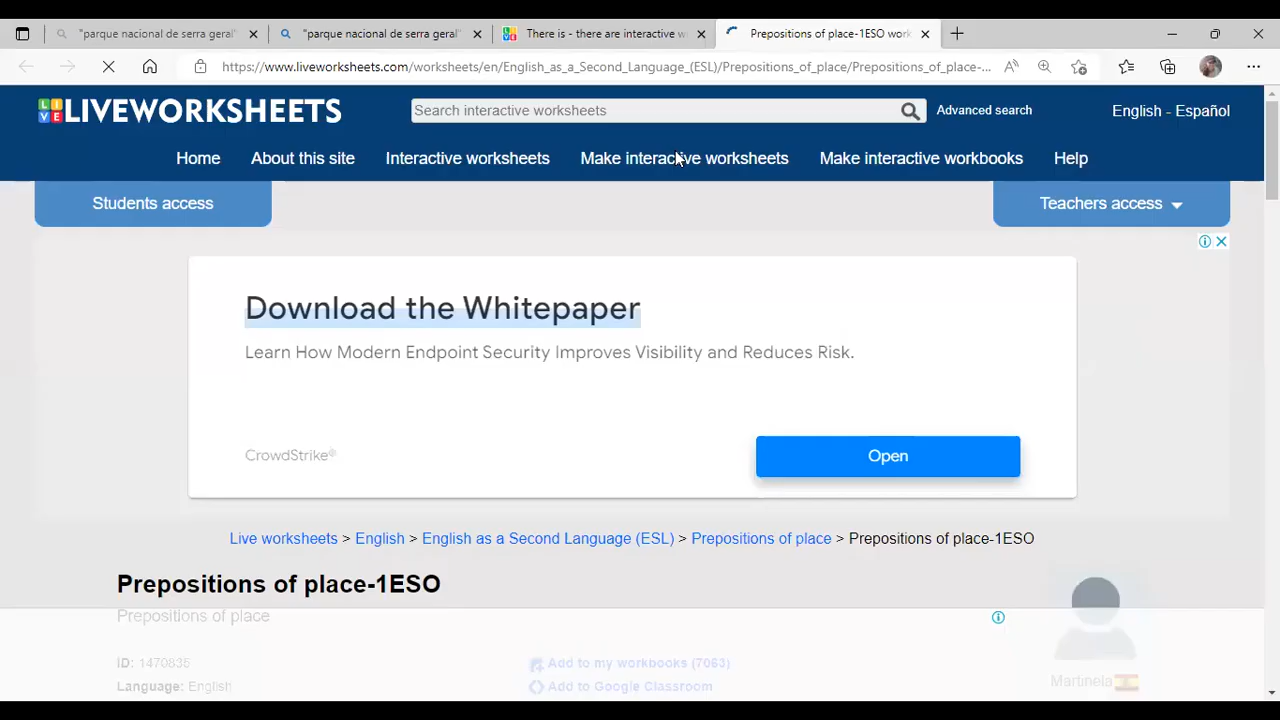 "parque nacional de serra geral"
"parque nacional de serra geral"
There is - there are interactive w
Prepositions of place-1ESO work
https://www.liveworksheets.com/worksheets/en/English_as_a_Second_Language_(ESL)/Prepositions_of_place/Prepositions_of_place-...
LIVEWORKSHEETS
Search interactive worksheets
Advanced search
English - Español
Home
About this site
Interactive worksheets
Make interactive worksheets
Make interactive workbooks
Help
Students access
Teachers access
Download the Whitepaper
Learn How Modern Endpoint Security Improves Visibility and Reduces Risk.
CrowdStrike®
Open
Live worksheets > English > English as a Second Language (ESL) > Prepositions of place > Prepositions of place-1ESO
Prepositions of place-1ESO
Prepositions of place
ID: 1470835
Add to my workbooks (7063)
Language: English
Add to Google Classroom
Martinela